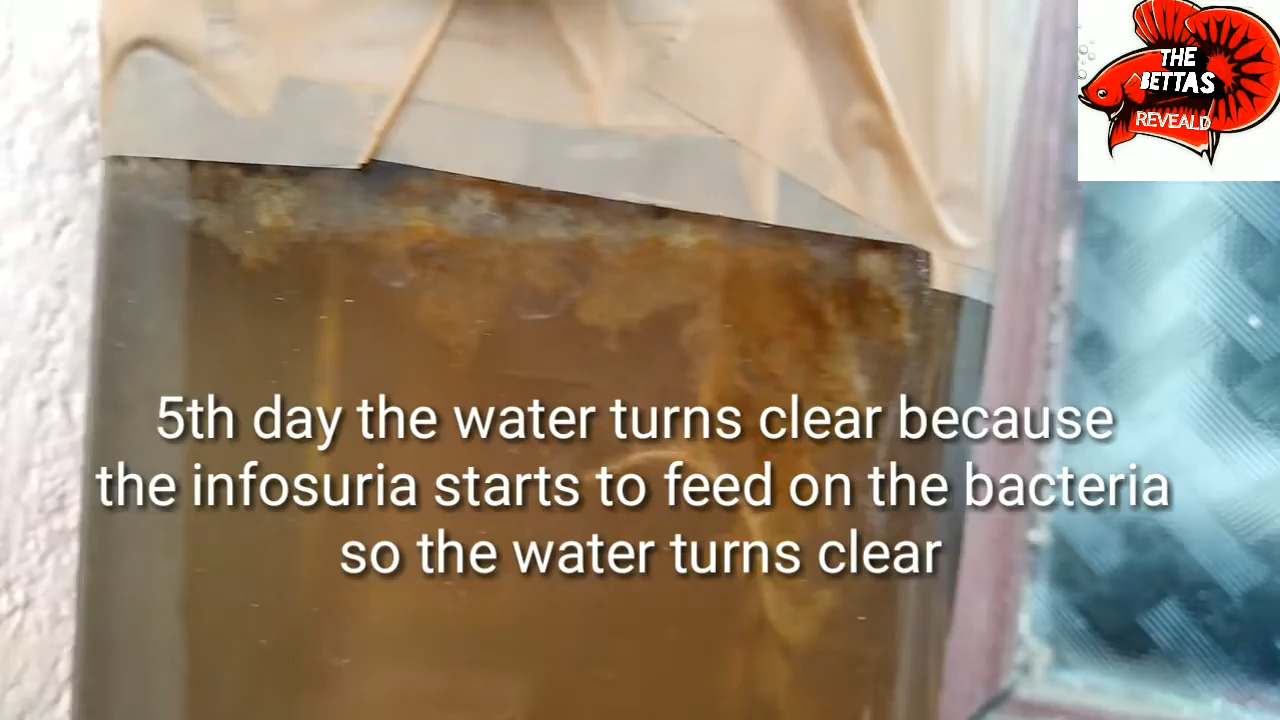 THE
BETTAS
REVEALD
5th day the water turns clear because
the infosuria starts to feed on the bacteria
so the water turns clear